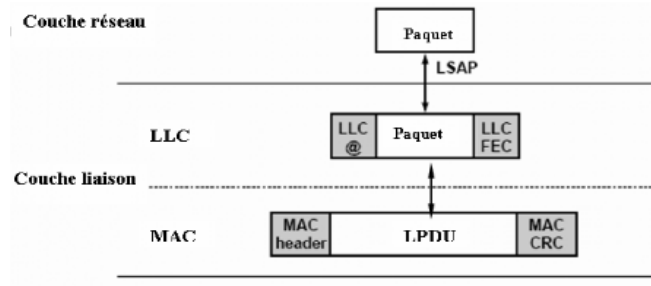 Couche réseau
Paquet
LSAP
LLC
LLC
@
Paquet
LLC
FEC
Couche liaison
MAC
MAC
header
LPDU
MAC
CRC